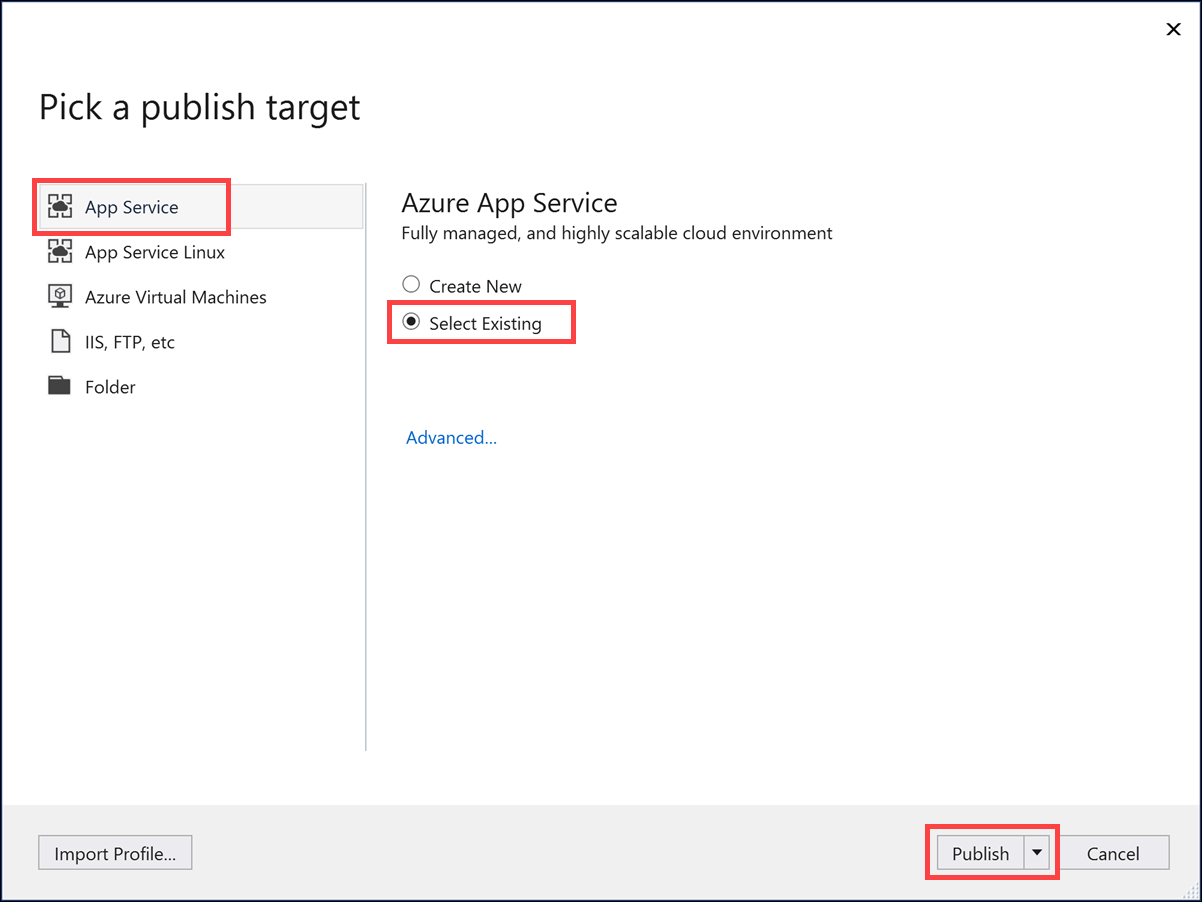 Pick a publish target
App Service
App Service Linux
Azure Virtual Machines
IIS, FTP, etc
Folder
Azure App Service
Fully managed, and highly scalable cloud environment
Create New
Select Existing
Advanced...
Import Profile...
Publish
Cancel